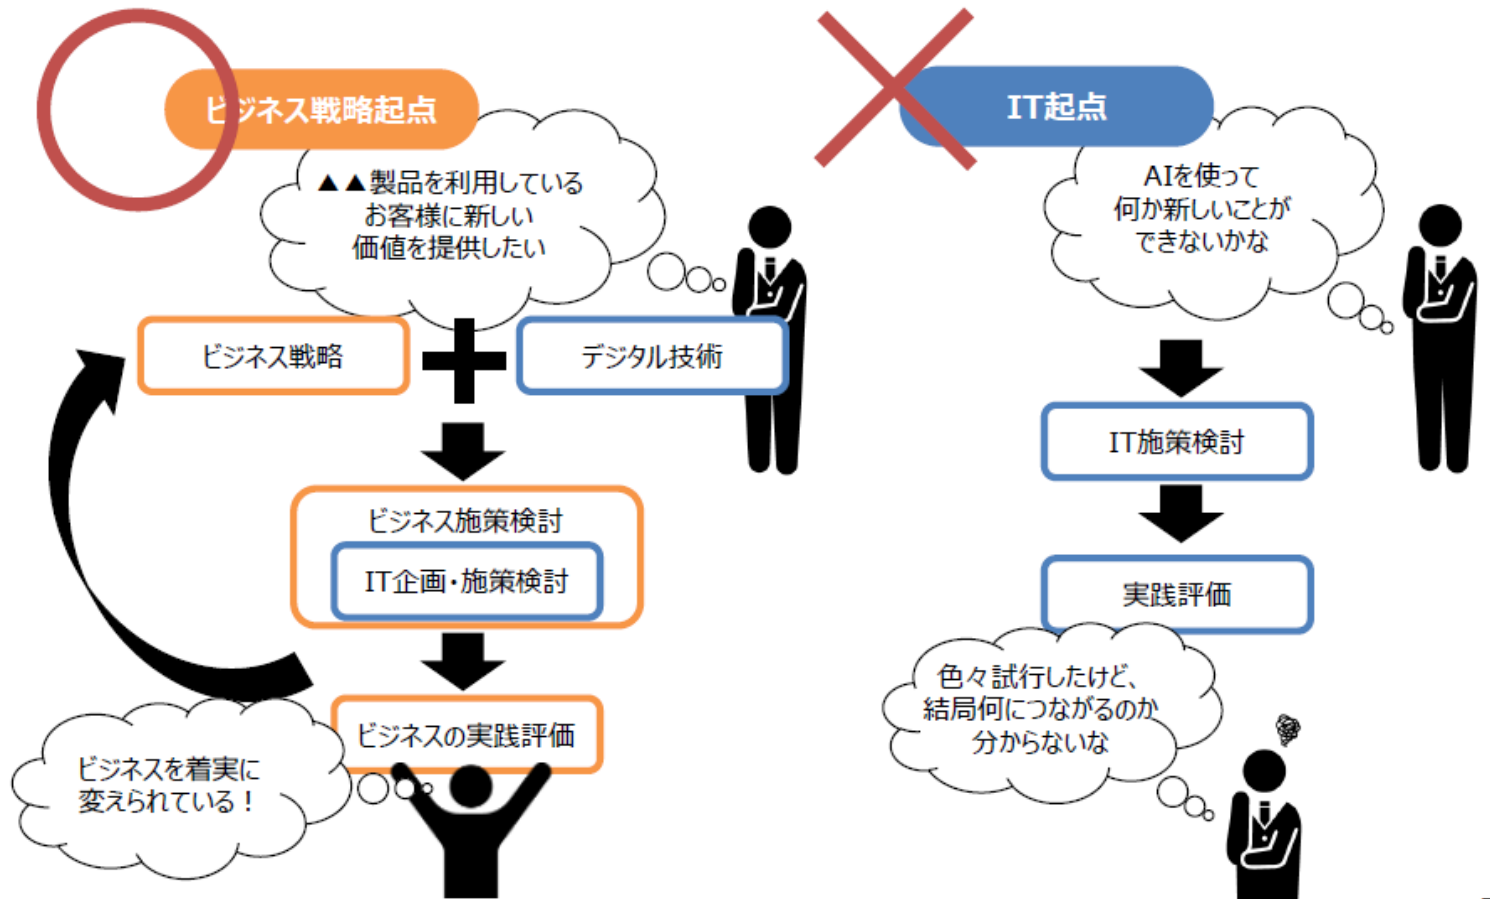 ビジネス戦略起点
▲▲製品を利用している
お客様に新しい
価値を提供したい
ビジネス戦略
デジタル技術
ビジネス施策検討
IT企画・施策検討
ビジネスの実践評価
ビジネスを着実に
変えられている！
IT起点
AIを使って
何か新しいことが
できないかな
IT施策検討
実践評価
色々試行したけど、
結局何につながるのか
分からないな